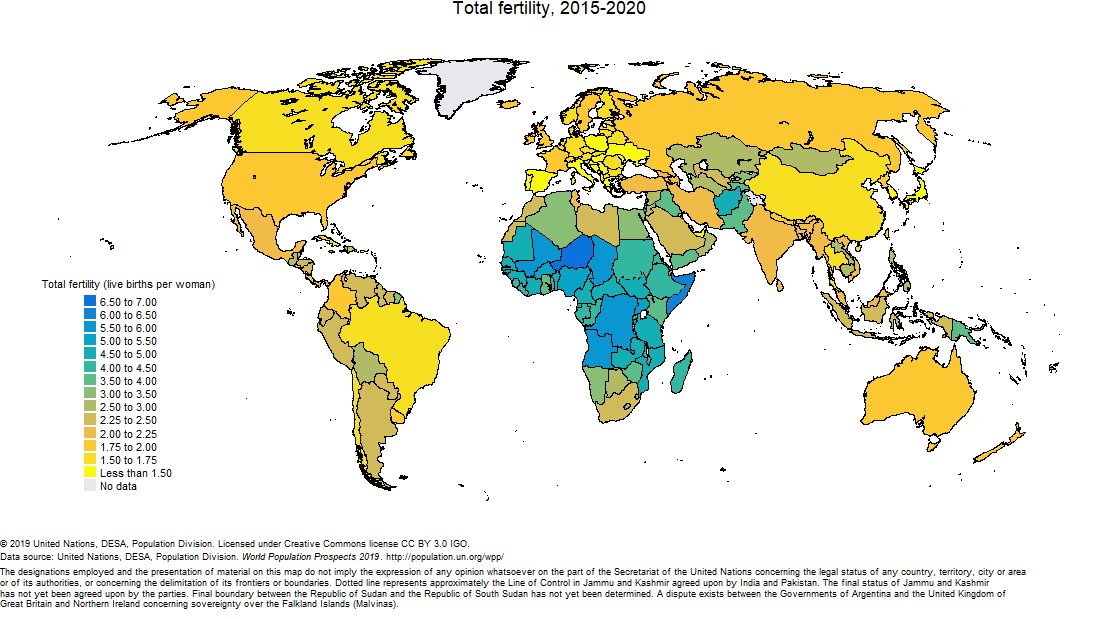 Total fertility, 2015-2020
Total fertility (live births per woman)
6.50 to 7.00
6.00 to 6.50
5.50 to 6.00
5.00 to 5.50
4.50 to 5.00
4.00 to 4.50
3.50 to 4.00
3.00 to 3.50
2.50 to 3.00
2.25 to 2.50
2.00 to 2.25
1.75 to 2.00
1.50 to 1.75
Less than 1.50
No data
© 2019 United Nations, DESA, Population Division. Licensed under Creative Commons license CC BY 3.0 IGO.
Data source: United Nations, DESA, Population Division. World Population Prospects 2019. http://population.un.org/wpp/
The designations employed and the presentation of material on this map do not imply the expression of any opinion whatsoever on the part of the Secretariat of the United Nations concerning the legal status of any country, territory, city or area
or of its authorities, or concerning the delimitation of its frontiers or boundaries. Dotted line represents approximately the Line of Control in Jammu and Kashmir agreed upon by India and Pakistan. The final status of Jammu and Kashmir
has not yet been agreed upon by the parties. Final boundary between the Republic of Sudan and the Republic of South Sudan has not yet been determined. A dispute exists between the Governments of Argentina and the United Kingdom of
Great Britain and Northern Ireland concerning sovereignty over the Falkland Islands (Malvinas).